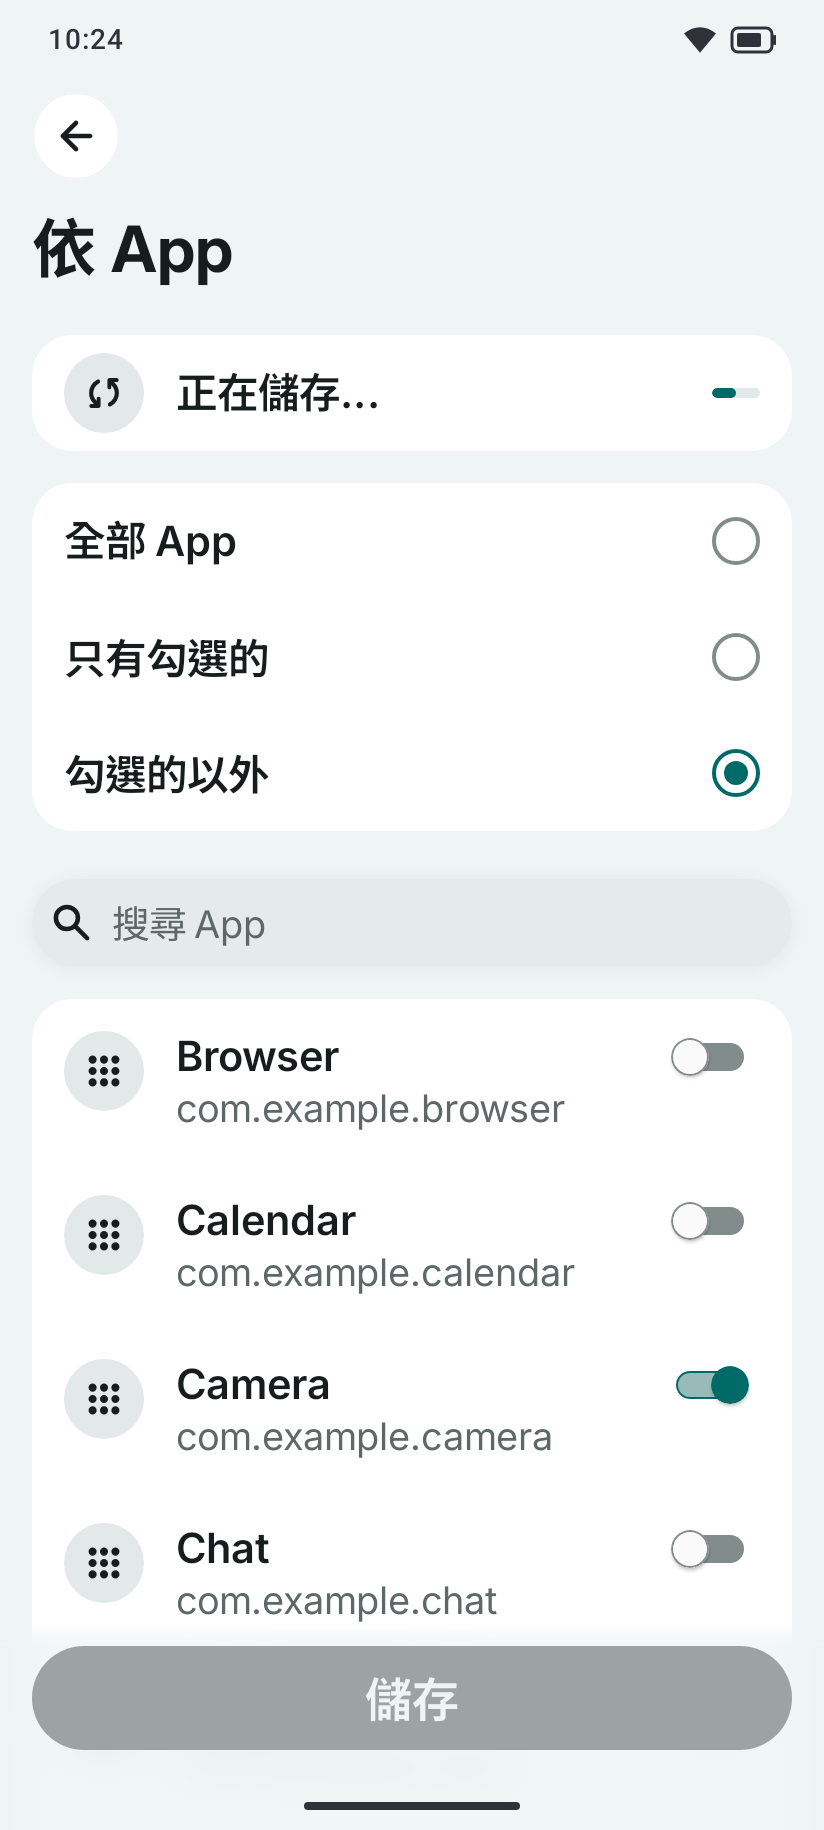 10:24
依 App
正在儲存...
全部 App
只有勾選的
勾選的以外
搜尋 App
Browser
com.example.browser
Calendar
com.example.calendar
Camera
com.example.camera
Chat
com.example.chat
儲存